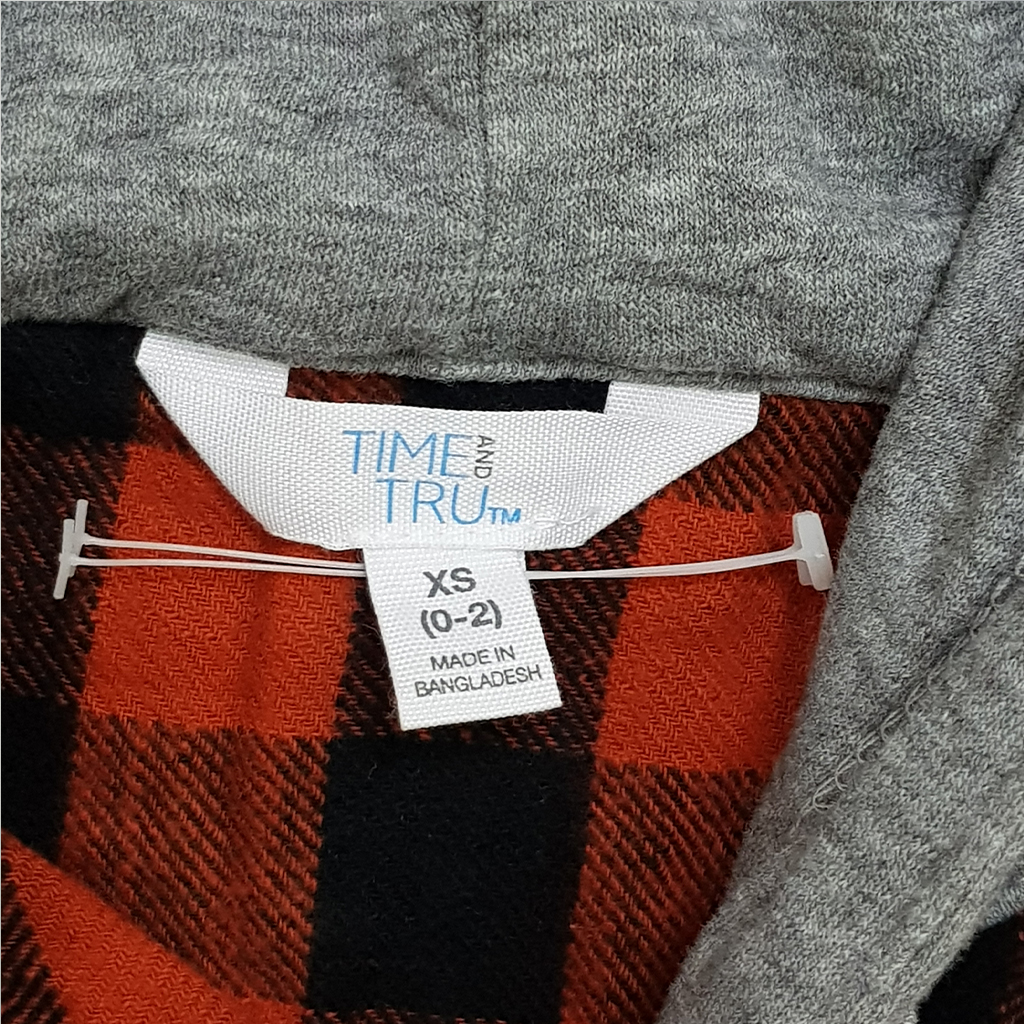 TIME AND
TRU™
XS
(0-2)
MADE IN
BANGLADESH